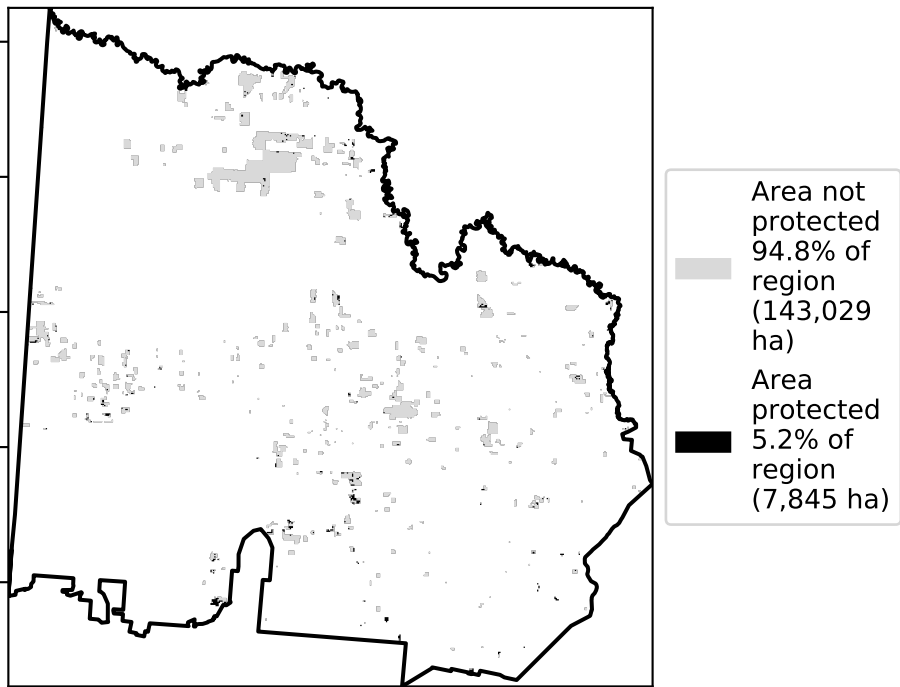 Area not
protected
94.8% of
region
(143,029
ha)
Area
protected
5.2% of
region
(7,845 ha)